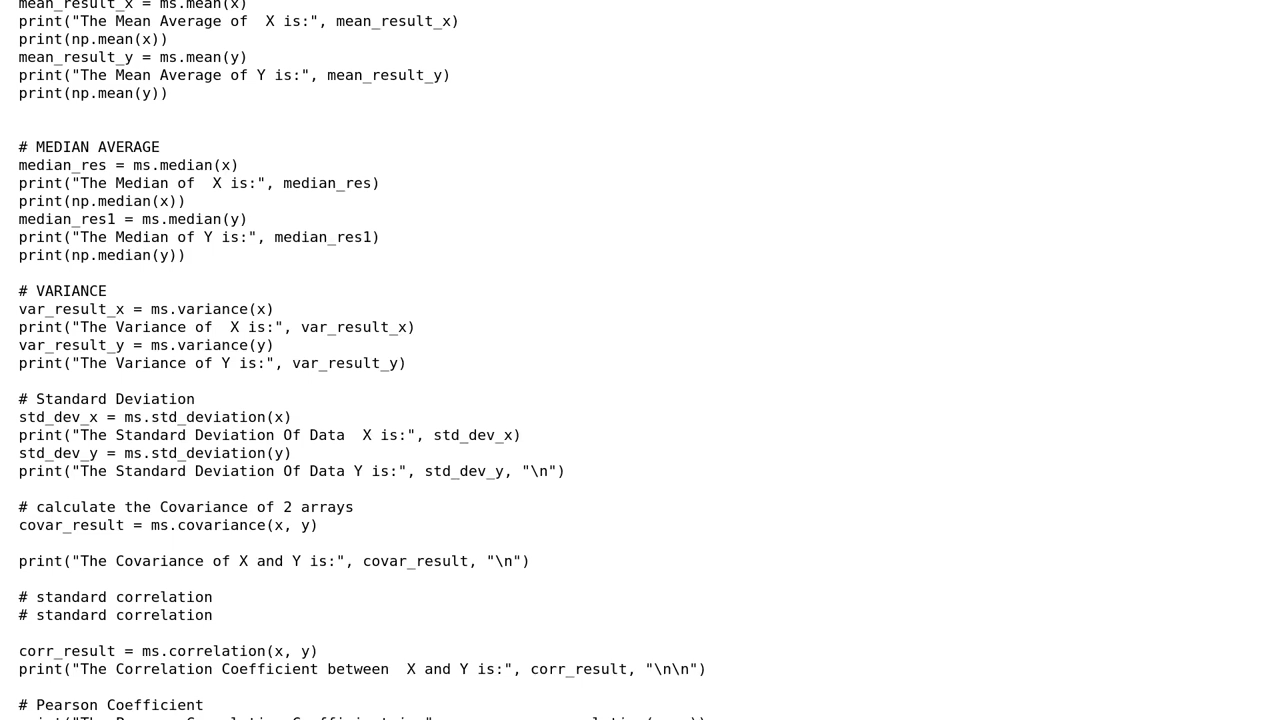 mean_result_x = ms.mean(x)
print("The Mean Average of  X is:", mean_result_x)
print(np.mean(x))
mean_result_y = ms.mean(y)
print("The Mean Average of Y is:", mean_result_y)
print(np.mean(y))
# MEDIAN AVERAGE
median_res = ms.median(x)
print("The Median of  X is:", median_res)
print(np.median(x))
median_res1 = ms.median(y)
print("The Median of Y is:", median_res1)
print(np.median(y))
# VARIANCE
var_result_x = ms.variance(x)
print("The Variance of  X is:", var_result_x)
var_result_y = ms.variance(y)
print("The Variance of Y is:", var_result_y)
# Standard Deviation
std_dev_x = ms.std_deviation(x)
print("The Standard Deviation Of Data  X is:", std_dev_x)
std_dev_y = ms.std_deviation(y)
print("The Standard Deviation Of Data Y is:", std_dev_y, "\n")
# calculate the Covariance of 2 arrays
covar_result = ms.covariance(x, y)
print("The Covariance of X and Y is:", covar_result, "\n")
# standard correlation
# standard correlation
corr_result = ms.correlation(x, y)
print("The Correlation Coefficient between  X and Y is:", corr_result, "\n\n")
# Pearson Coefficient